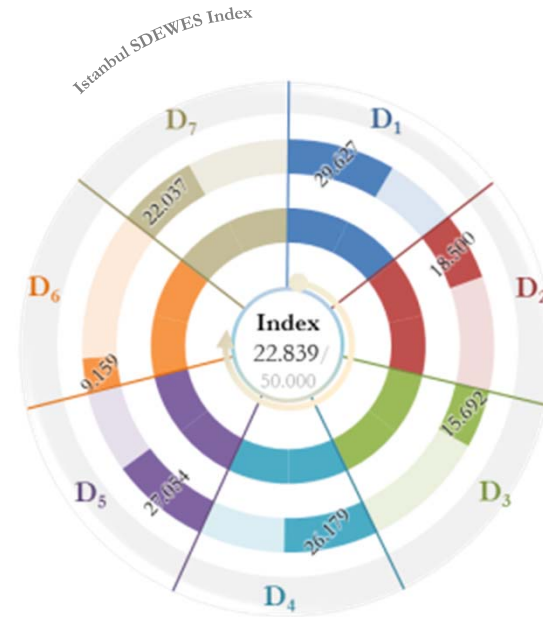 Istanbul SDEWES Index
D₁
29.627
D₂
18.500
D₃
15.692
D₄
26.179
D₅
27.054
D₆
9.159
D₇
22.037
Index
22.839/
50.000